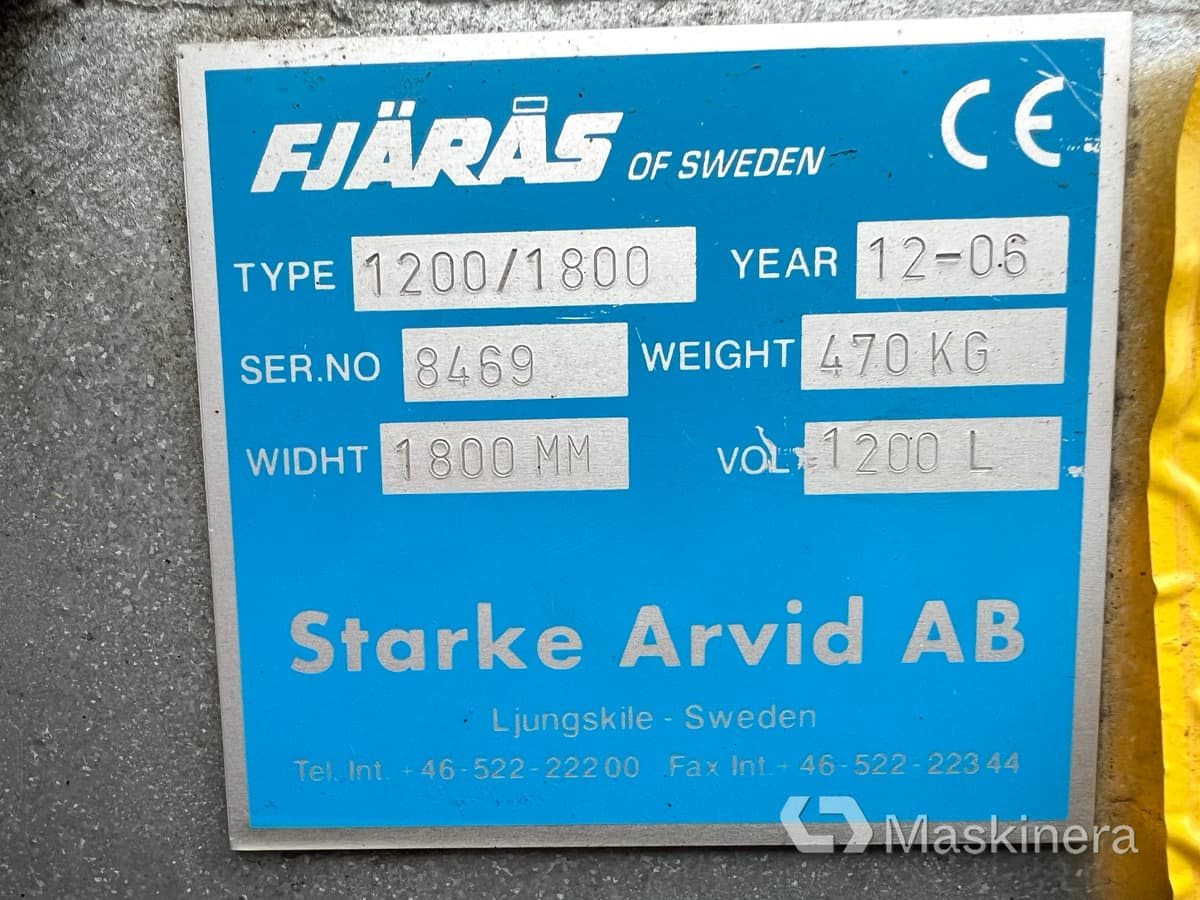 FJÄRÅS OF SWEDEN CE
TYPE 1200/1800 YEAR 12-06
SER.NO 8469 WEIGHT 470 KG
WIDHT 1800 MM VOL 1200 L
Starke Arvid AB
Ljungskile - Sweden
Tel. Int. +46-522-22200 Fax Int. +46-522-22344
Maskinera